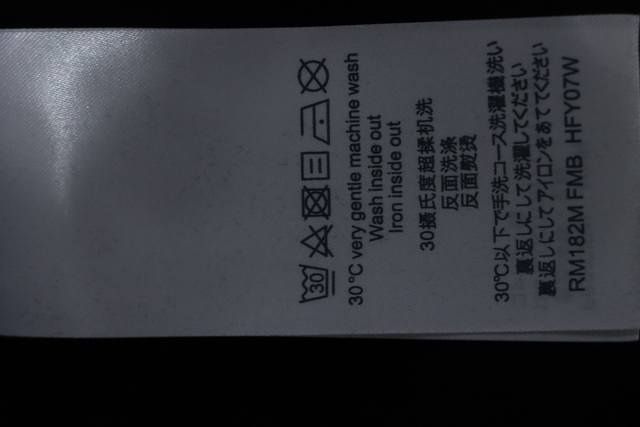 30
30°C very gentle machine wash
Wash inside out
Iron inside out
30摄氏度超揉机洗
反面洗涤
反面熨烫
30℃以下で手洗コース洗濯機洗い
裏返しにして洗濯してください
裏返しにしてアイロンをあててください
RM182M FMB HFY07W